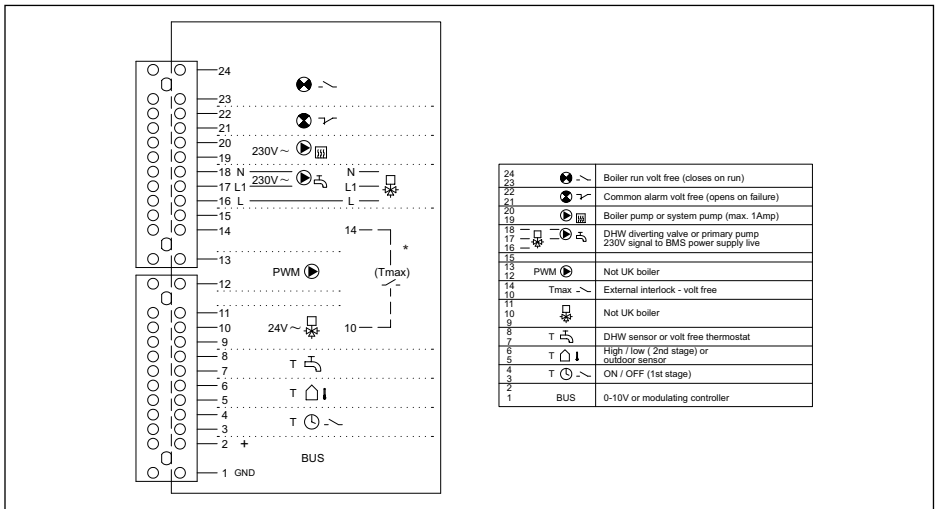 24
23
22
21
20
230V~
19
18 N N
17 L1 230V~ L1
16 L L
15
14 14
*
13
PWM (Tmax)
12
11
10 24V~ 10
9
8
T
7
6
T
5
4
T
3
2 +
BUS
1 GND
24
23 Boiler run volt free (closes on run)
22
21 Common alarm volt free (opens on failure)
20
19 Boiler pump or system pump (max. 1Amp)
18 DHW diverting valve or primary pump
17
16 230V signal to BMS power supply live
15
13
12 PWM Not UK boiler
14
10 Tmax External interlock - volt free
11
10 Not UK boiler
9
8
7 T DHW sensor or volt free thermostat
6 High / low ( 2nd stage) or
5 T outdoor sensor
4
3 T ON / OFF (1st stage)
2
1 BUS 0-10V or modulating controller